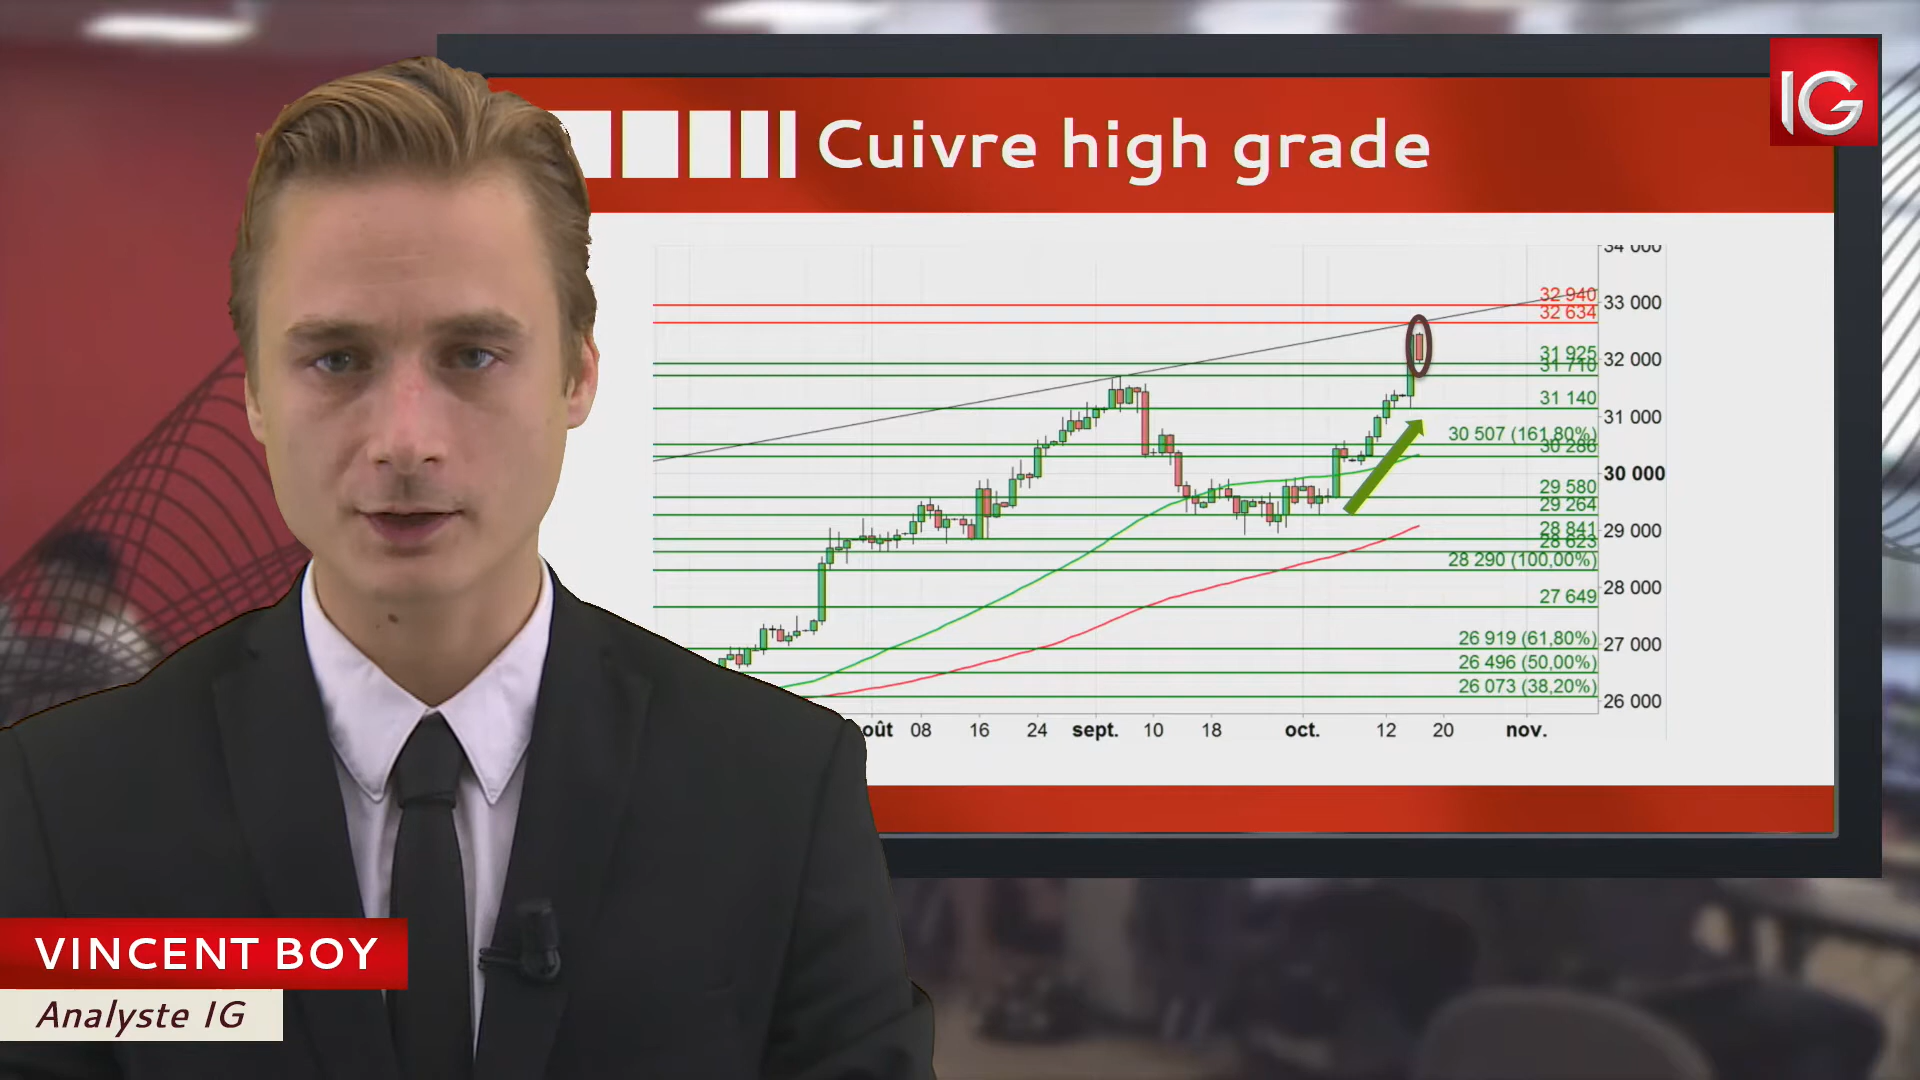 IG
Cuivre high grade
34 000
32 940
33 000
32 634
31 925
32 000
31 710
31 140
31 000
30 507 (161,80%)
30 286
30 000
29 580
29 264
28 841
29 000
28 623
28 290 (100,00%)
28 000
27 649
26 919 (61,80%)
27 000
26 496 (50,00%)
26 073 (38,20%)
26 000
oût 08 16 24 sept. 10 18 oct. 12 20 nov.
VINCENT BOY
Analyste IG